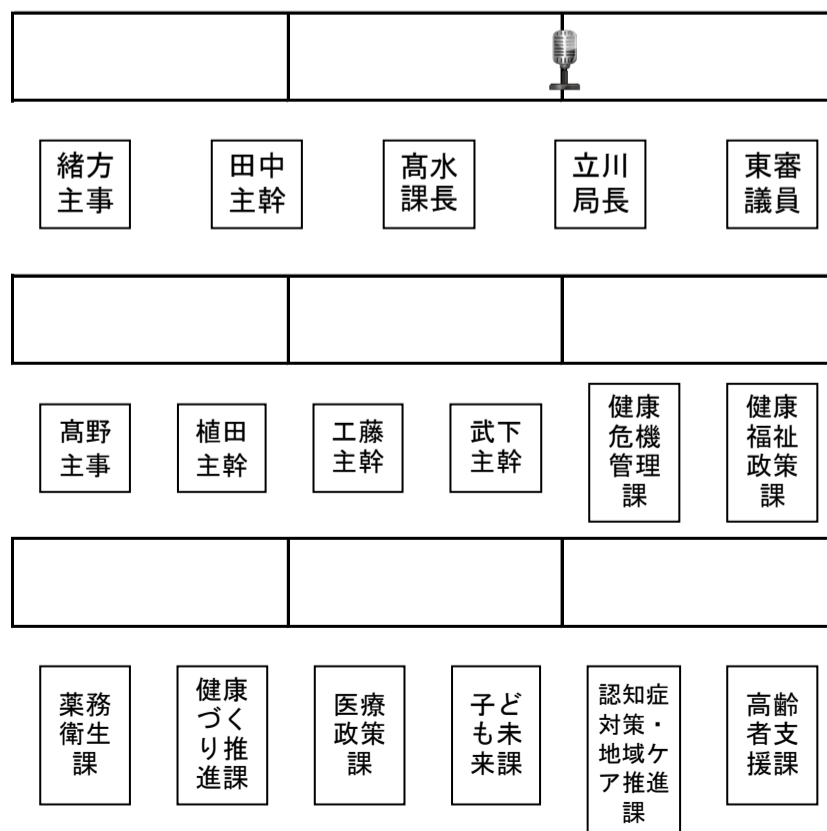 緒方
主事
田中
主幹
髙水
課長
立川
局長
東審
議員
髙野
主事
植田
主幹
工藤
主幹
武下
主幹
健康
危機
管理
課
健康
福祉
政策
課
薬務
衛生
課
健康
づく
り推
進課
医療
政策
課
子ど
も未
来課
認知症
対策・
地域ケ
ア推進
課
高齢
者支
援課